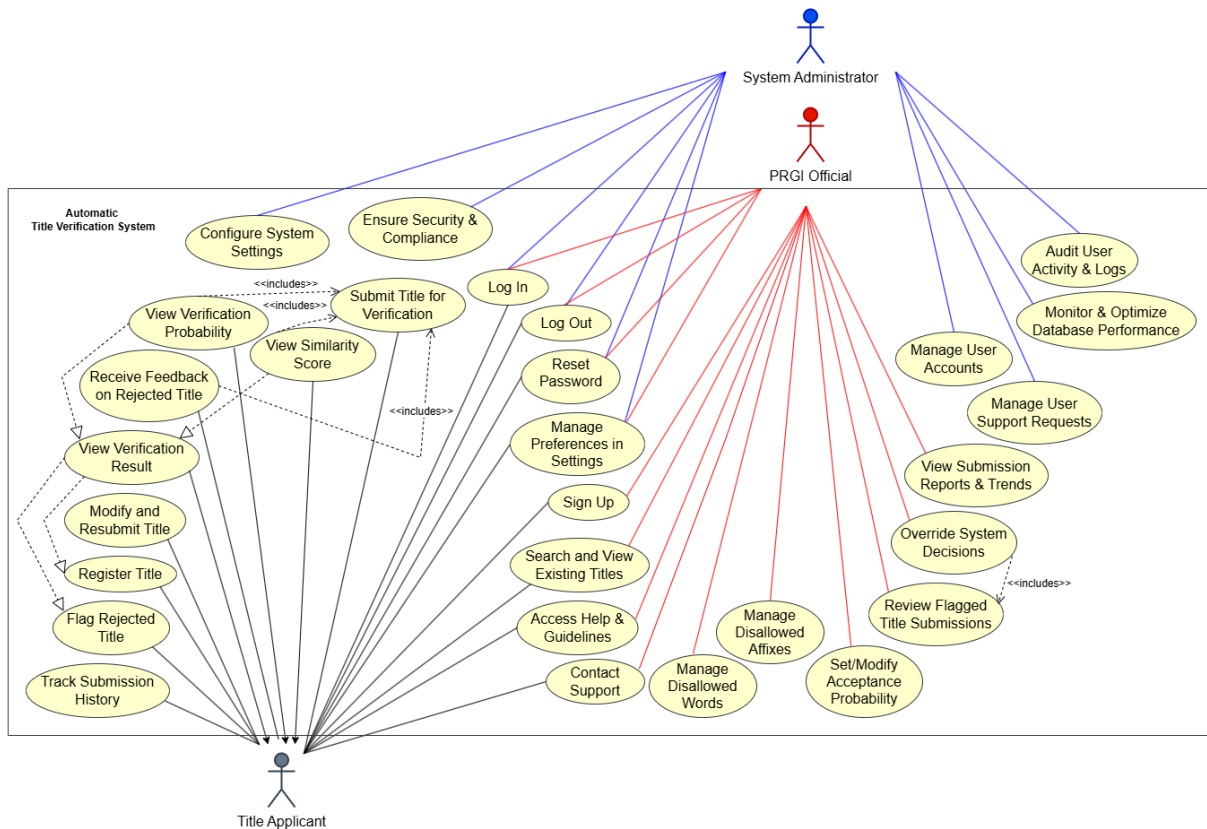 System Administrator
PRGI Official
Automatic
Title Verification System
Configure System
Settings
Ensure Security &
Compliance
Log In
Audit User
Activity & Logs
<<includes>>
<<includes>>
Submit Title for
Verification
View Verification
Probability
Log Out
Monitor & Optimize
Database Performance
View Similarity
Score
Manage User
Accounts
Receive Feedback
on Rejected Title
Reset
Password
<<includes>>
Manage User
Support Requests
View Verification
Result
Manage
Preferences in
Settings
View Submission
Reports & Trends
Sign Up
Modify and
Resubmit Title
Override System
Decisions
Search and View
Existing Titles
Register Title
<<includes>>
Review Flagged
Title Submissions
Flag Rejected
Title
Access Help &
Guidelines
Manage
Disallowed
Affixes
Track Submission
History
Contact
Support
Manage
Disallowed
Words
Set/Modify
Acceptance
Probability
Title Applicant